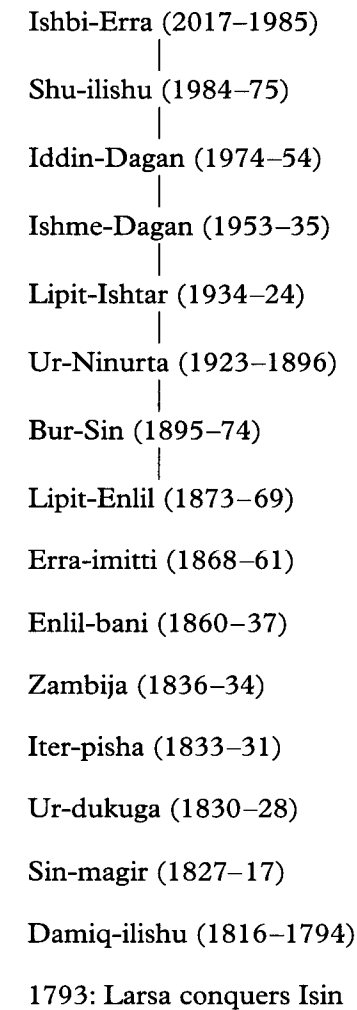 Ishbi-Erra (2017–1985)
Shu-ilishu (1984–75)
Iddin-Dagan (1974–54)
Ishme-Dagan (1953–35)
Lipit-Ishtar (1934–24)
Ur-Ninurta (1923–1896)
Bur-Sin (1895–74)
Lipit-Enlil (1873–69)
Erra-imitti (1868–61)
Enlil-bani (1860–37)
Zambija (1836–34)
Iter-pisha (1833–31)
Ur-dukuga (1830–28)
Sin-magir (1827–17)
Damiq-ilishu (1816–1794)
1793: Larsa conquers Isin